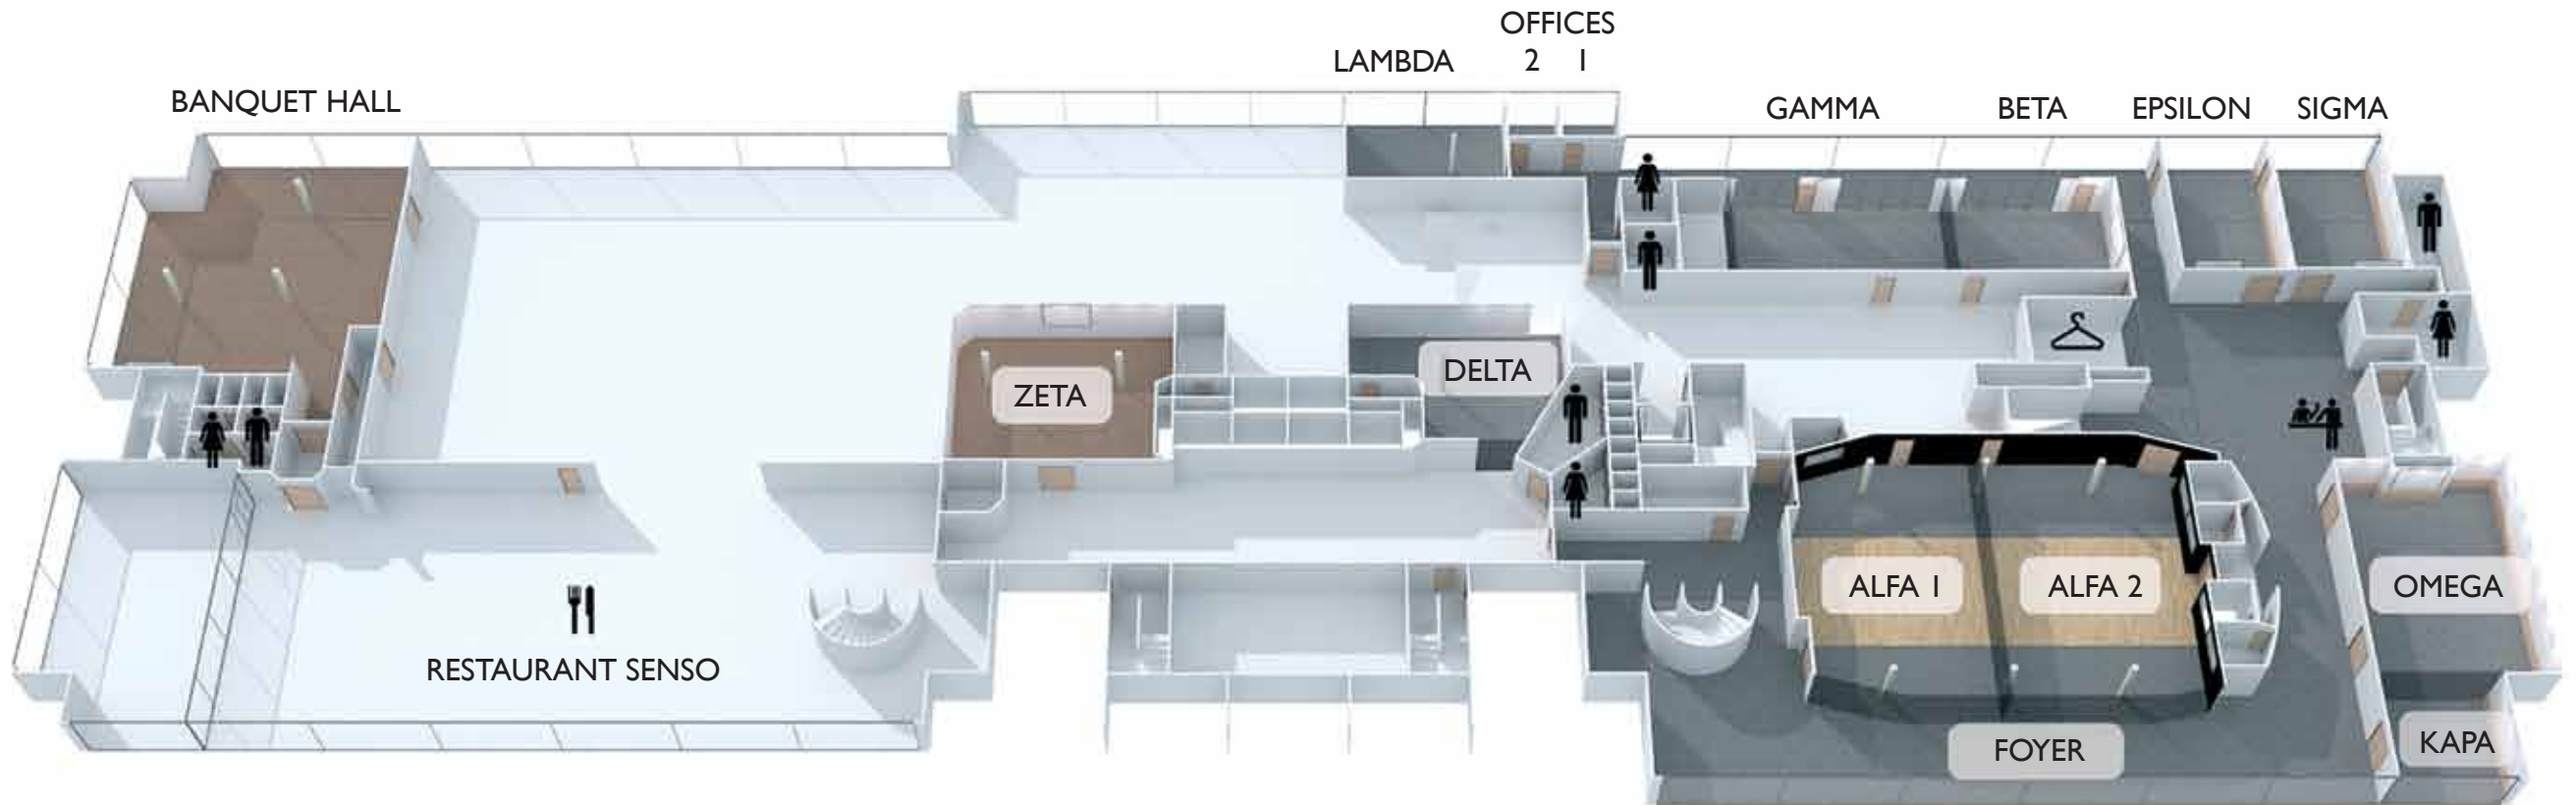 OFFICES
LAMBDA 2 1
BANQUET HALL
GAMMA BETA EPSILON SIGMA
DELTA
ZETA
ALFA 1 ALFA 2 OMEGA
RESTAURANT SENSO
FOYER KAPA